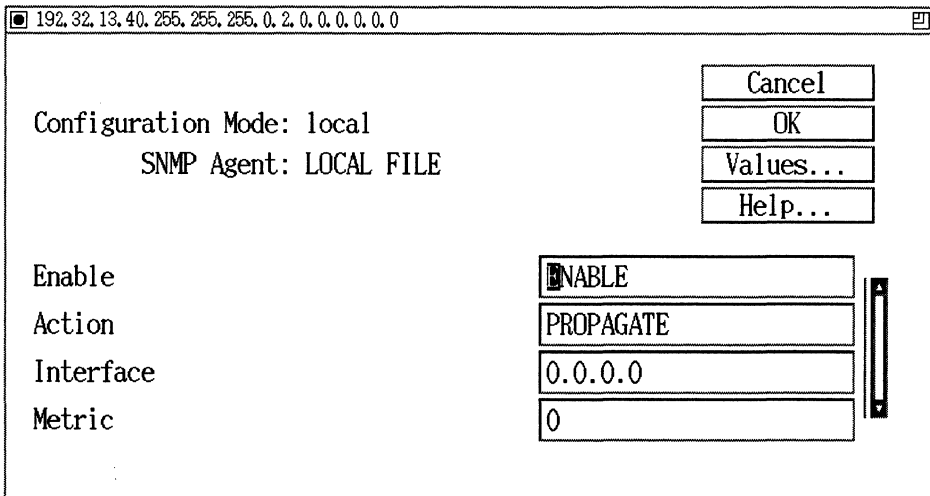 192.32.13.40.255.255.255.0.2.0.0.0.0.0.0
Cancel
Configuration Mode: local
OK
SNMP Agent: LOCAL FILE
Values...
Help...
Enable
ENABLE
Action
PROPAGATE
Interface
0.0.0.0
Metric
0